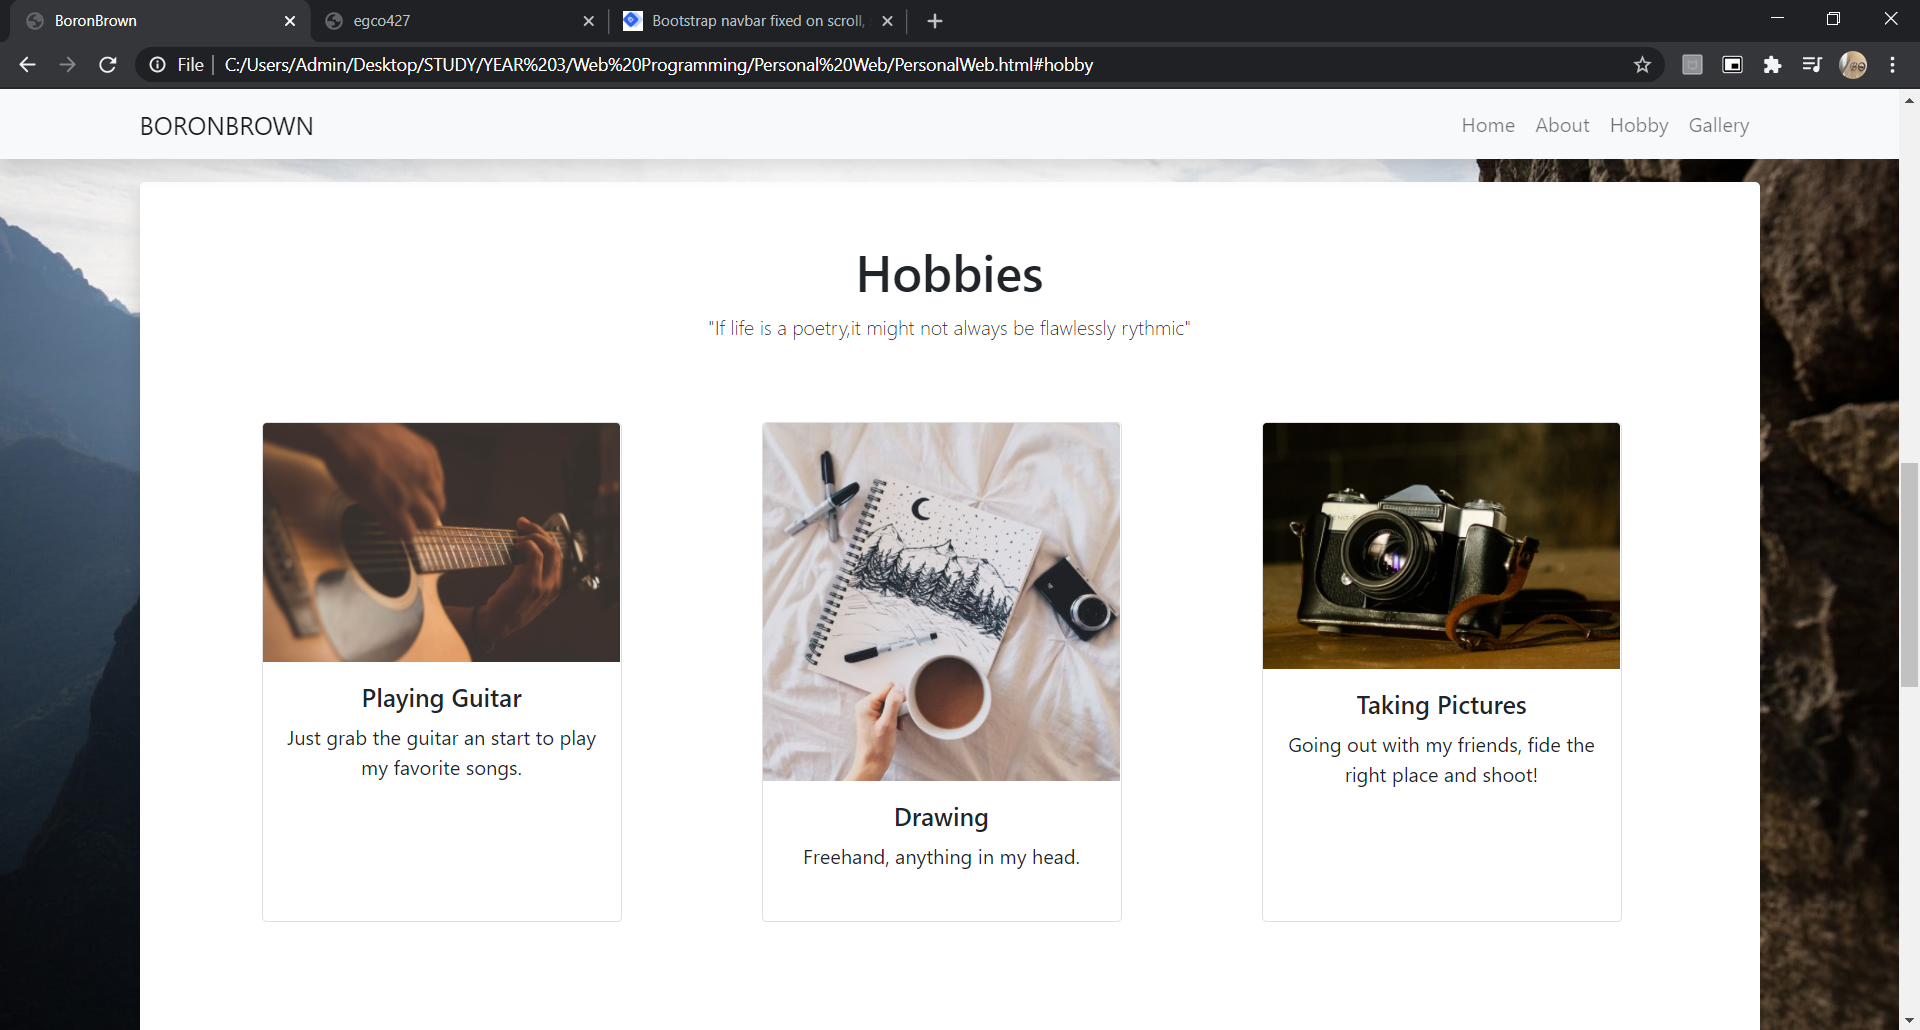 BoronBrown
egco427
Bootstrap navbar fixed on scroll,
File
C:/Users/Admin/Desktop/STUDY/YEAR%203/Web%20Programming/Personal%20Web/PersonalWeb.html#hobby
BORONBROWN
Home About Hobby Gallery
Hobbies
"If life is a poetry,it might not always be flawlessly rythmic"
Playing Guitar
Just grab the guitar an start to play
my favorite songs.
Drawing
Freehand, anything in my head.
Taking Pictures
Going out with my friends, fide the
right place and shoot!